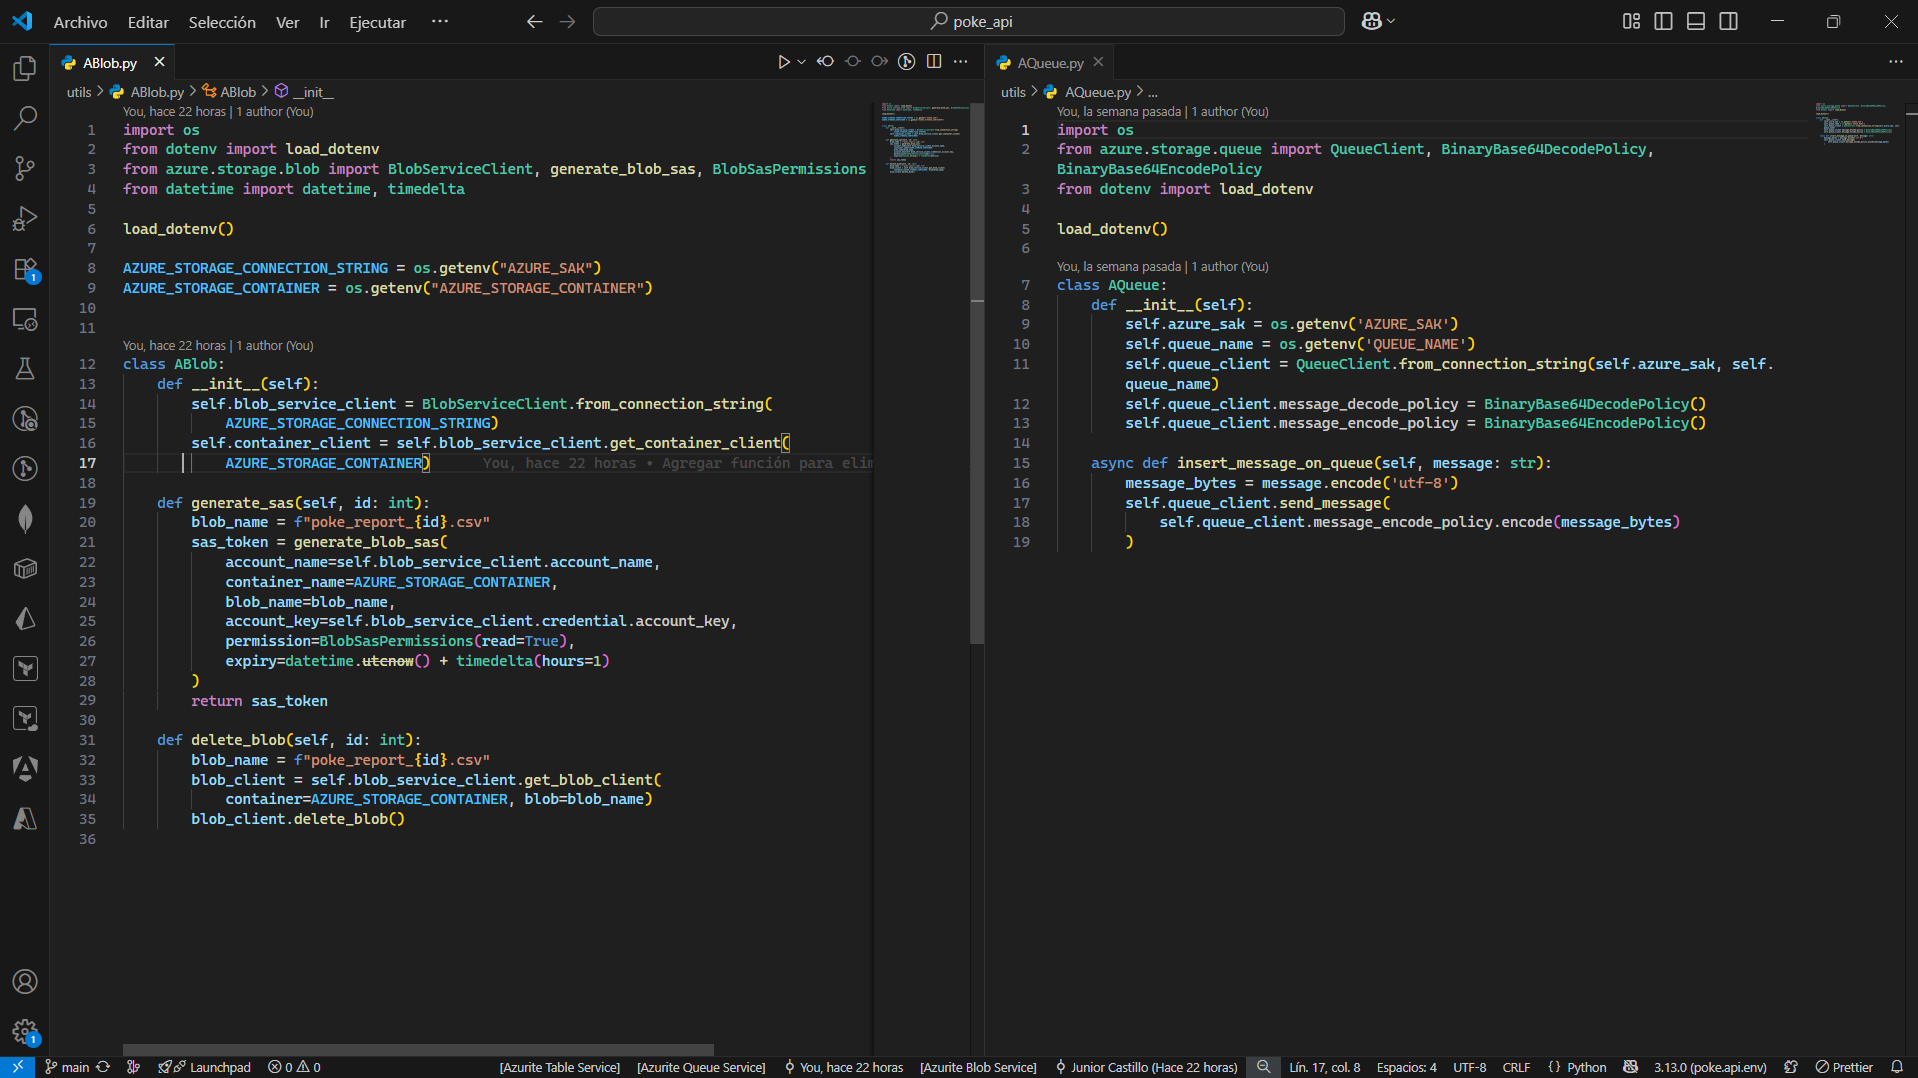 Archivo Editar Selección Ver Ir Ejecutar ··· poke_api
ABlob.py
utils > ABlob.py > ABlob > __init__
You, hace 22 horas | 1 author (You)
1 import os
2 from dotenv import load_dotenv
3 from azure.storage.blob import BlobServiceClient, generate_blob_sas, BlobSasPermissions
4 from datetime import datetime, timedelta
5
6 load_dotenv()
7
8 AZURE_STORAGE_CONNECTION_STRING = os.getenv("AZURE_SAK")
9 AZURE_STORAGE_CONTAINER = os.getenv("AZURE_STORAGE_CONTAINER")
10
11
You, hace 22 horas | 1 author (You)
12 class ABlob:
13 def __init__(self):
14 self.blob_service_client = BlobServiceClient.from_connection_string(
15 AZURE_STORAGE_CONNECTION_STRING)
16 self.container_client = self.blob_service_client.get_container_client(
17 AZURE_STORAGE_CONTAINER) You, hace 22 horas • Agregar función para elim
18
19 def generate_sas(self, id: int):
20 blob_name = f"poke_report_{id}.csv"
21 sas_token = generate_blob_sas(
22 account_name=self.blob_service_client.account_name,
23 container_name=AZURE_STORAGE_CONTAINER,
24 blob_name=blob_name,
25 account_key=self.blob_service_client.credential.account_key,
26 permission=BlobSasPermissions(read=True),
27 expiry=datetime.utcnow() + timedelta(hours=1)
28 )
29 return sas_token
30
31 def delete_blob(self, id: int):
32 blob_name = f"poke_report_{id}.csv"
33 blob_client = self.blob_service_client.get_blob_client(
34 container=AZURE_STORAGE_CONTAINER, blob=blob_name)
35 blob_client.delete_blob()
36
AQueue.py
utils > AQueue.py > ...
You, la semana pasada | 1 author (You)
1 import os
2 from azure.storage.queue import QueueClient, BinaryBase64DecodePolicy,
BinaryBase64EncodePolicy
3 from dotenv import load_dotenv
4
5 load_dotenv()
6
You, la semana pasada | 1 author (You)
7 class AQueue:
8 def __init__(self):
9 self.azure_sak = os.getenv('AZURE_SAK')
10 self.queue_name = os.getenv('QUEUE_NAME')
11 self.queue_client = QueueClient.from_connection_string(self.azure_sak, self.
queue_name)
12 self.queue_client.message_decode_policy = BinaryBase64DecodePolicy()
13 self.queue_client.message_encode_policy = BinaryBase64EncodePolicy()
14
15 async def insert_message_on_queue(self, message: str):
16 message_bytes = message.encode('utf-8')
17 self.queue_client.send_message(
18 self.queue_client.message_encode_policy.encode(message_bytes)
19 )
1
1
main Launchpad 0 0 [Azurite Table Service] [Azurite Queue Service] You, hace 22 horas [Azurite Blob Service] Junior Castillo (Hace 22 horas) Lín. 17, col. 8 Espacios: 4 UTF-8 CRLF {} Python 3.13.0 (poke.api.env) Prettier